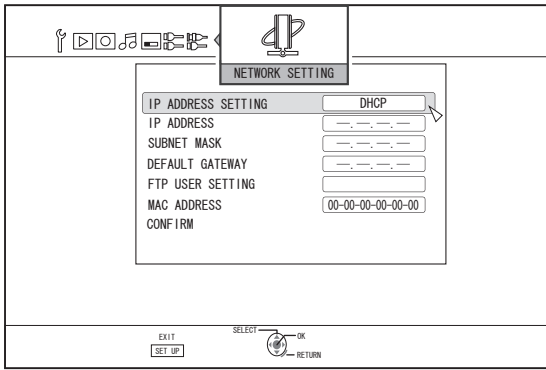 NETWORK SETTING
IP ADDRESS SETTING DHCP
IP ADDRESS —.—.—.—
SUBNET MASK —.—.—.—
DEFAULT GATEWAY —.—.—.—
FTP USER SETTING
MAC ADDRESS 00-00-00-00-00-00
CONFIRM
EXIT
SET UP
SELECT
OK
RETURN